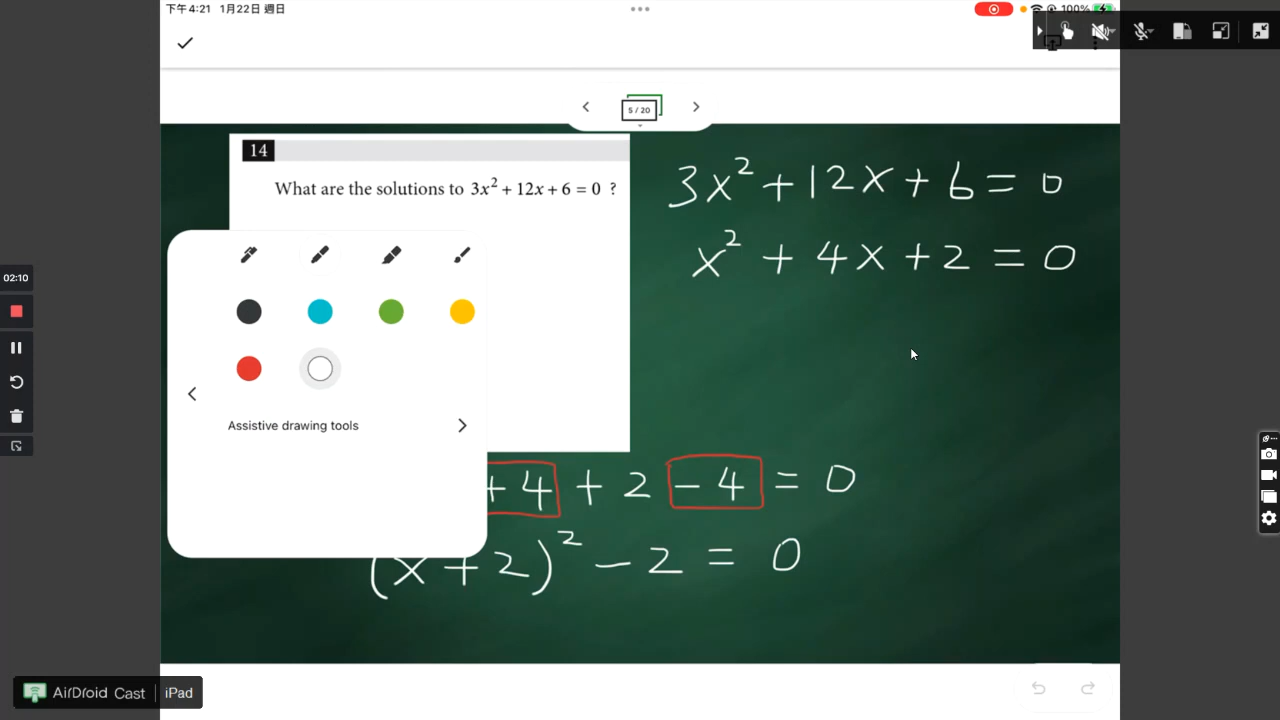 下午4:21 1月22日 週日
100%
5 / 20
14
What are the solutions to 3x² + 12x + 6 = 0 ?
3x² + 12x + 6 = 0
x² + 4x + 2 = 0
02:10
Assistive drawing tools
+ 4 + 2 − 4 = 0
(x + 2)² − 2 = 0
AirDroid Cast iPad